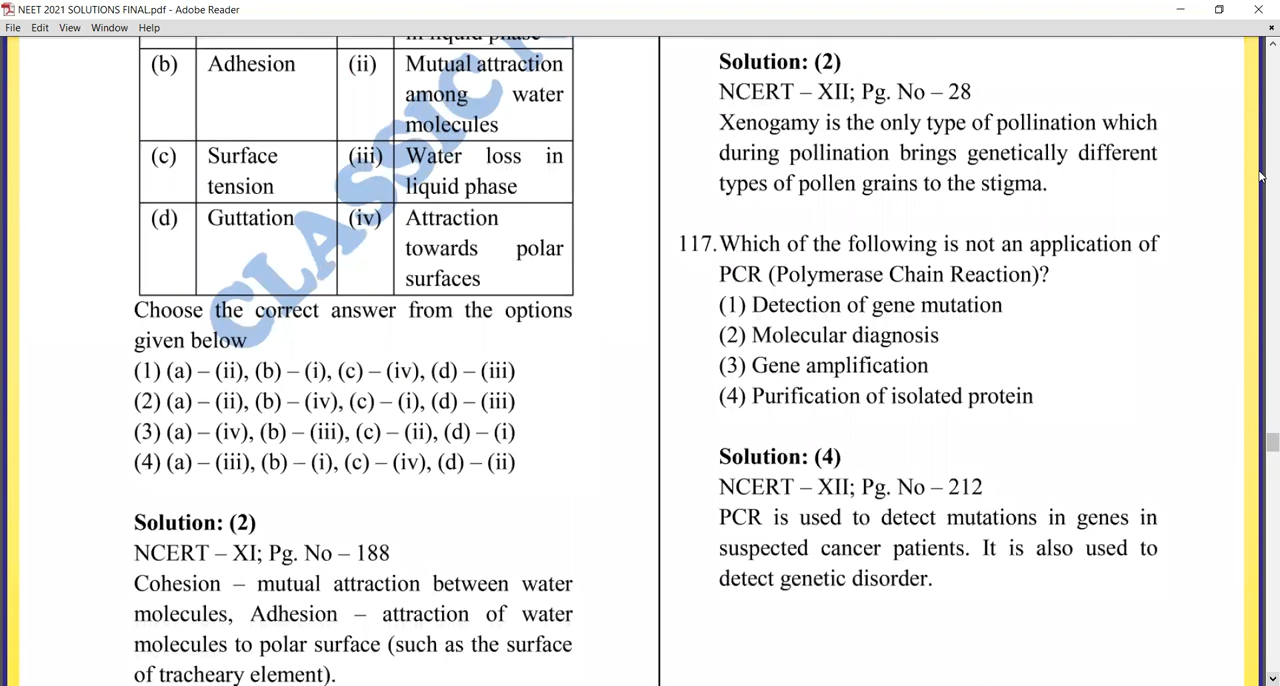 NEET 2021 SOLUTIONS FINAL.pdf - Adobe Reader
File Edit View Window Help
in liquid phase
(b) Adhesion (ii) Mutual attraction
among water
molecules
(c) Surface (iii) Water loss in
tension liquid phase
(d) Guttation (iv) Attraction
towards polar
surfaces
CLASSIC
Choose the correct answer from the options
given below
(1) (a) – (ii), (b) – (i), (c) – (iv), (d) – (iii)
(2) (a) – (ii), (b) – (iv), (c) – (i), (d) – (iii)
(3) (a) – (iv), (b) – (iii), (c) – (ii), (d) – (i)
(4) (a) – (iii), (b) – (i), (c) – (iv), (d) – (ii)
Solution: (2)
NCERT – XI; Pg. No – 188
Cohesion – mutual attraction between water
molecules, Adhesion – attraction of water
molecules to polar surface (such as the surface
of tracheary element).
Solution: (2)
NCERT – XII; Pg. No – 28
Xenogamy is the only type of pollination which
during pollination brings genetically different
types of pollen grains to the stigma.
117. Which of the following is not an application of
PCR (Polymerase Chain Reaction)?
(1) Detection of gene mutation
(2) Molecular diagnosis
(3) Gene amplification
(4) Purification of isolated protein
Solution: (4)
NCERT – XII; Pg. No – 212
PCR is used to detect mutations in genes in
suspected cancer patients. It is also used to
detect genetic disorder.